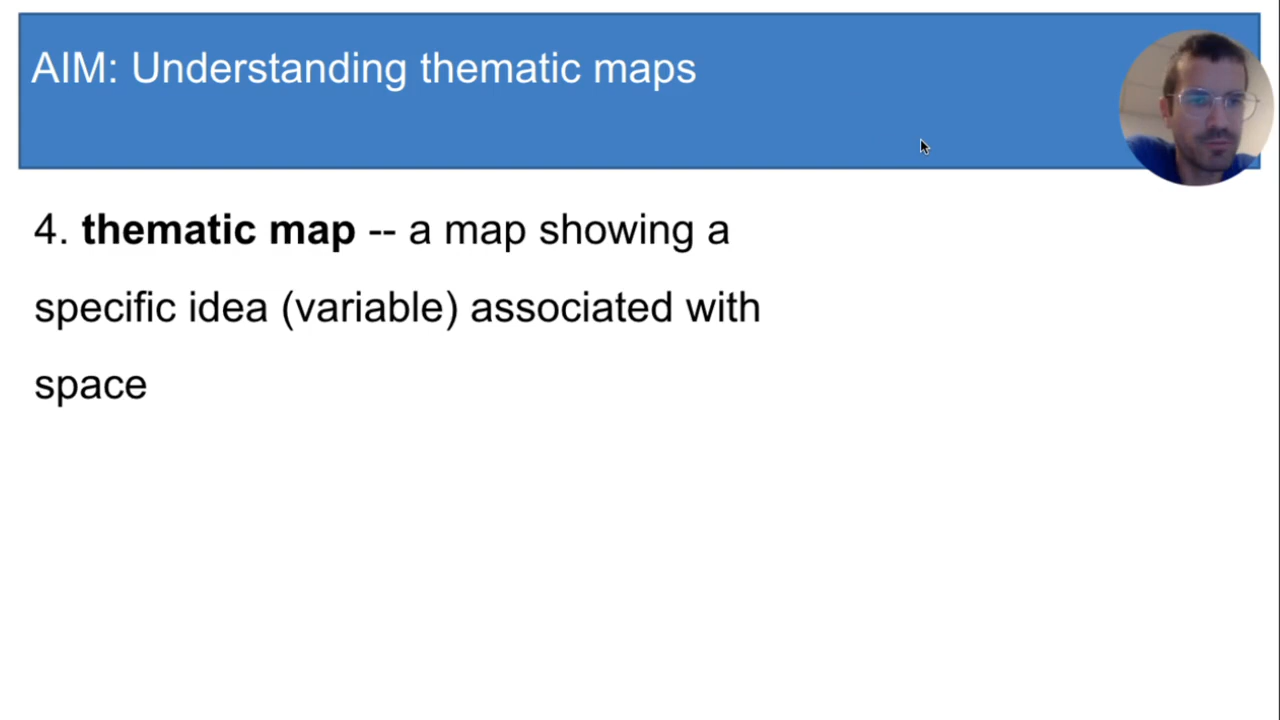 AIM: Understanding thematic maps
4. thematic map -- a map showing a
specific idea (variable) associated with
space